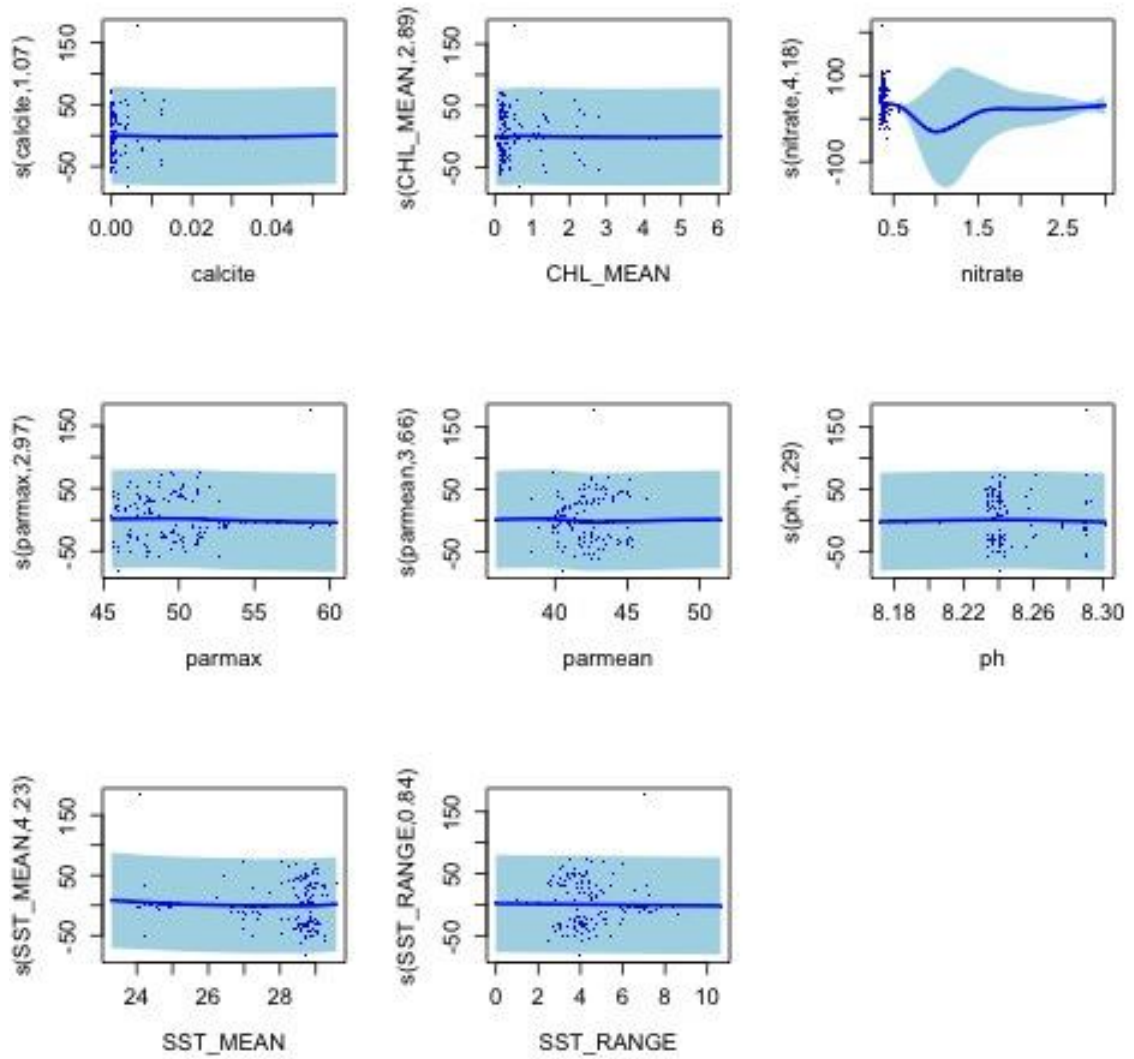 s(calcite,1.07)
150
50
-50
0.00 0.02 0.04
calcite
s(CHL_MEAN,2.89)
150
50
-50
0 1 2 3 4 5 6
CHL_MEAN
s(nitrate,4.18)
100
-100
0.5 1.5 2.5
nitrate
s(parmax,2.97)
150
50
-50
45 50 55 60
parmax
s(parmean,3.66)
150
50
-50
40 45 50
parmean
s(ph,1.29)
150
50
-50
8.18 8.22 8.26 8.30
ph
s(SST_MEAN,4.23)
150
50
-50
24 26 28
SST_MEAN
s(SST_RANGE,0.84)
150
50
-50
0 2 4 6 8 10
SST_RANGE